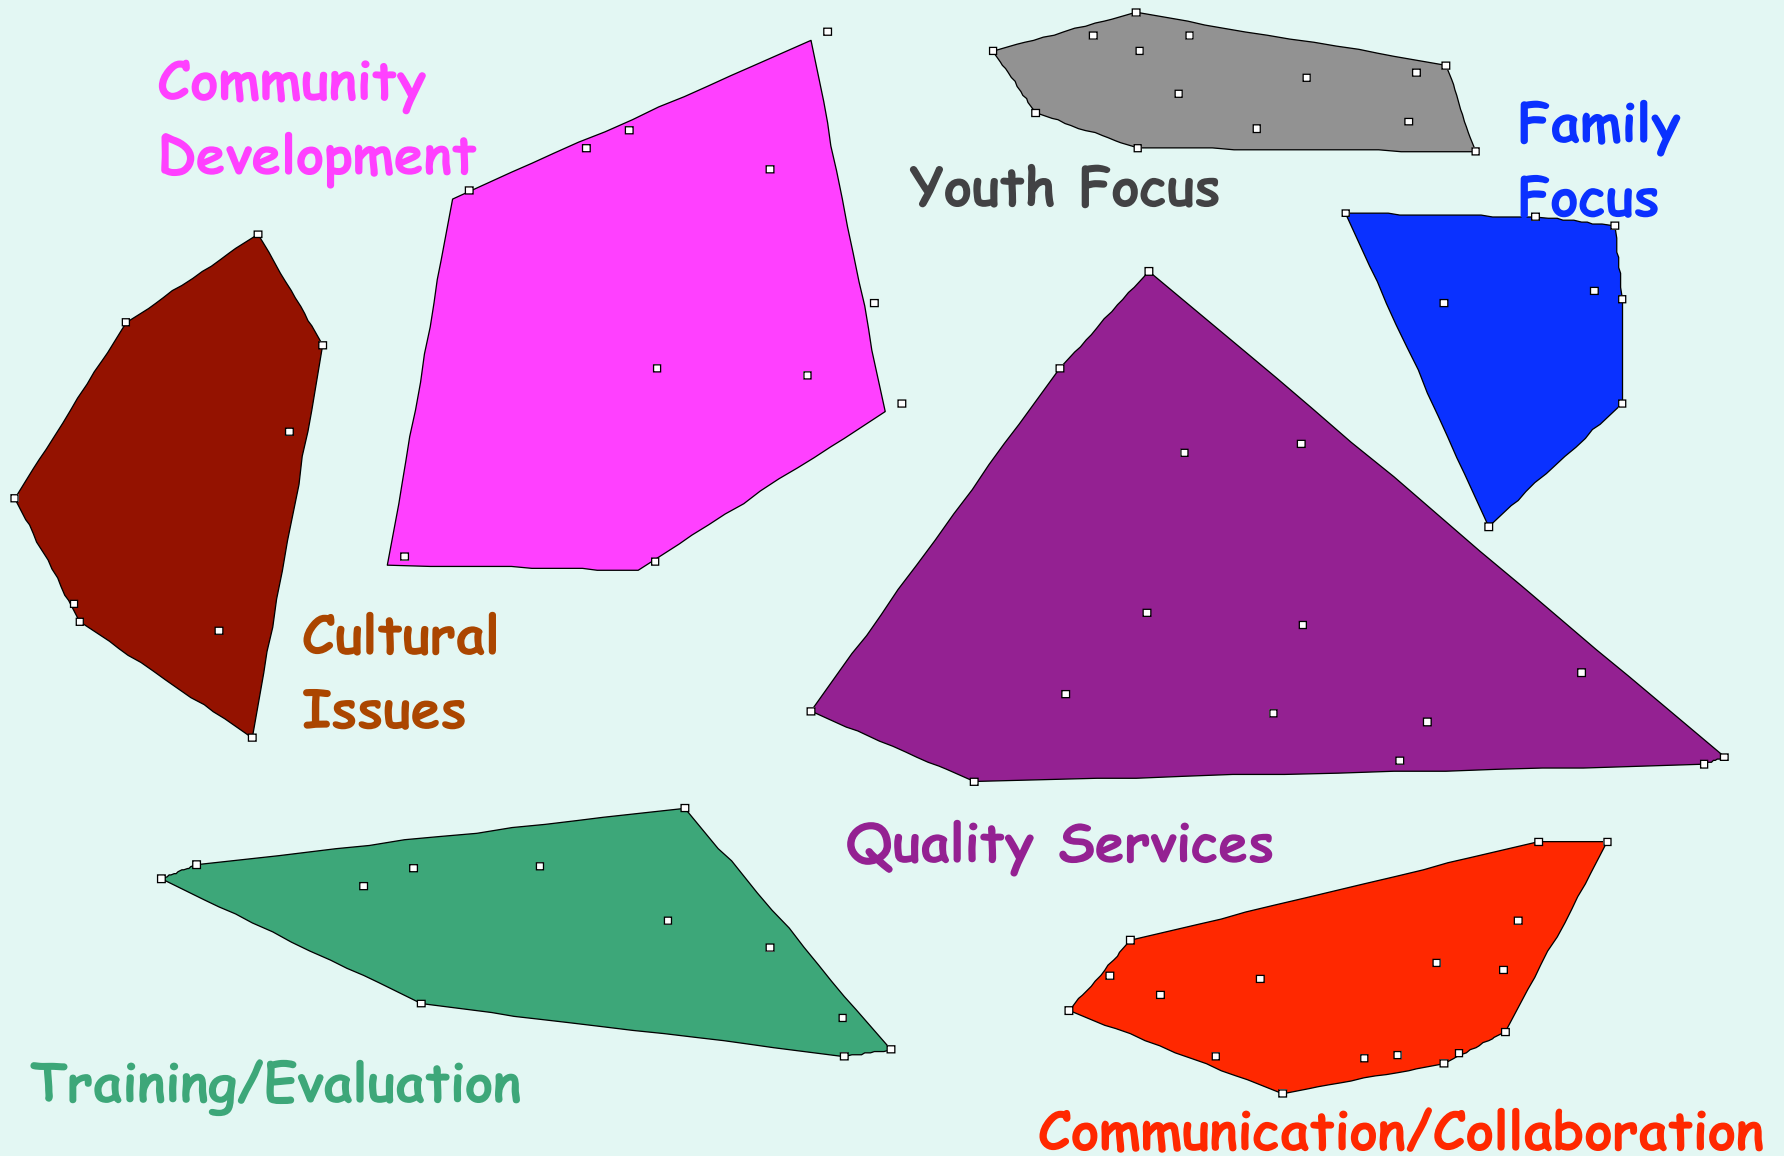 Community
Development
Youth Focus
Family
Focus
Cultural
Issues
Quality Services
Training/Evaluation
Communication/Collaboration